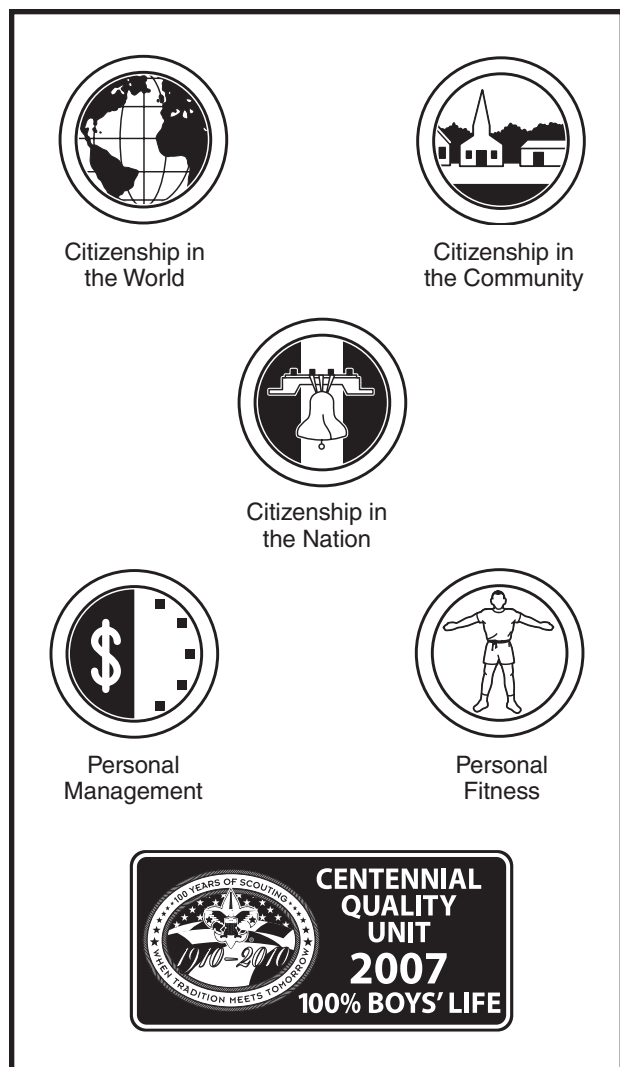 Citizenship in
the World
Citizenship in
the Community
Citizenship in
the Nation
$
Personal
Management
Personal
Fitness
100 YEARS OF SCOUTING
1910–2010
WHEN TRADITION MEETS TOMORROW
CENTENNIAL
QUALITY
UNIT
2007
100% BOYS' LIFE